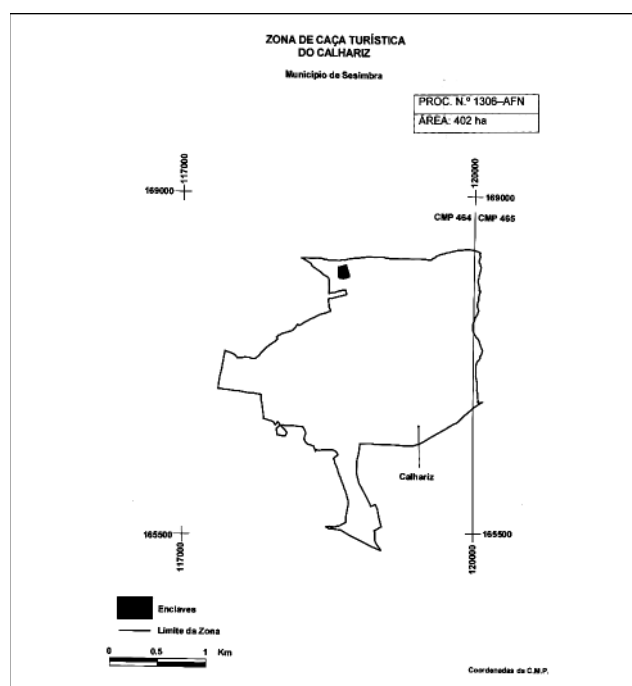 ZONA DE CAÇA TURÍSTICA
DO CALHARIZ
Município de Sesimbra
PROC. N.º 1306–AFN
ÁREA: 402 ha
117000
120000
169000
169000
CMP 464
CMP 465
Calhariz
165500
165500
117000
120000
Enclaves
Limite da Zona
0 0.5 1 Km
Coordenadas da C.M.P.